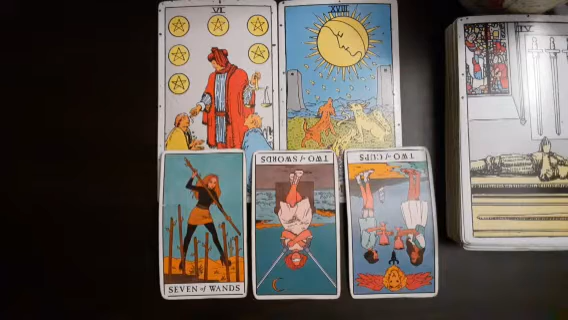 VI
XVIII
IV
SEVEN of WANDS
TWO of SWORDS
TWO of CUPS